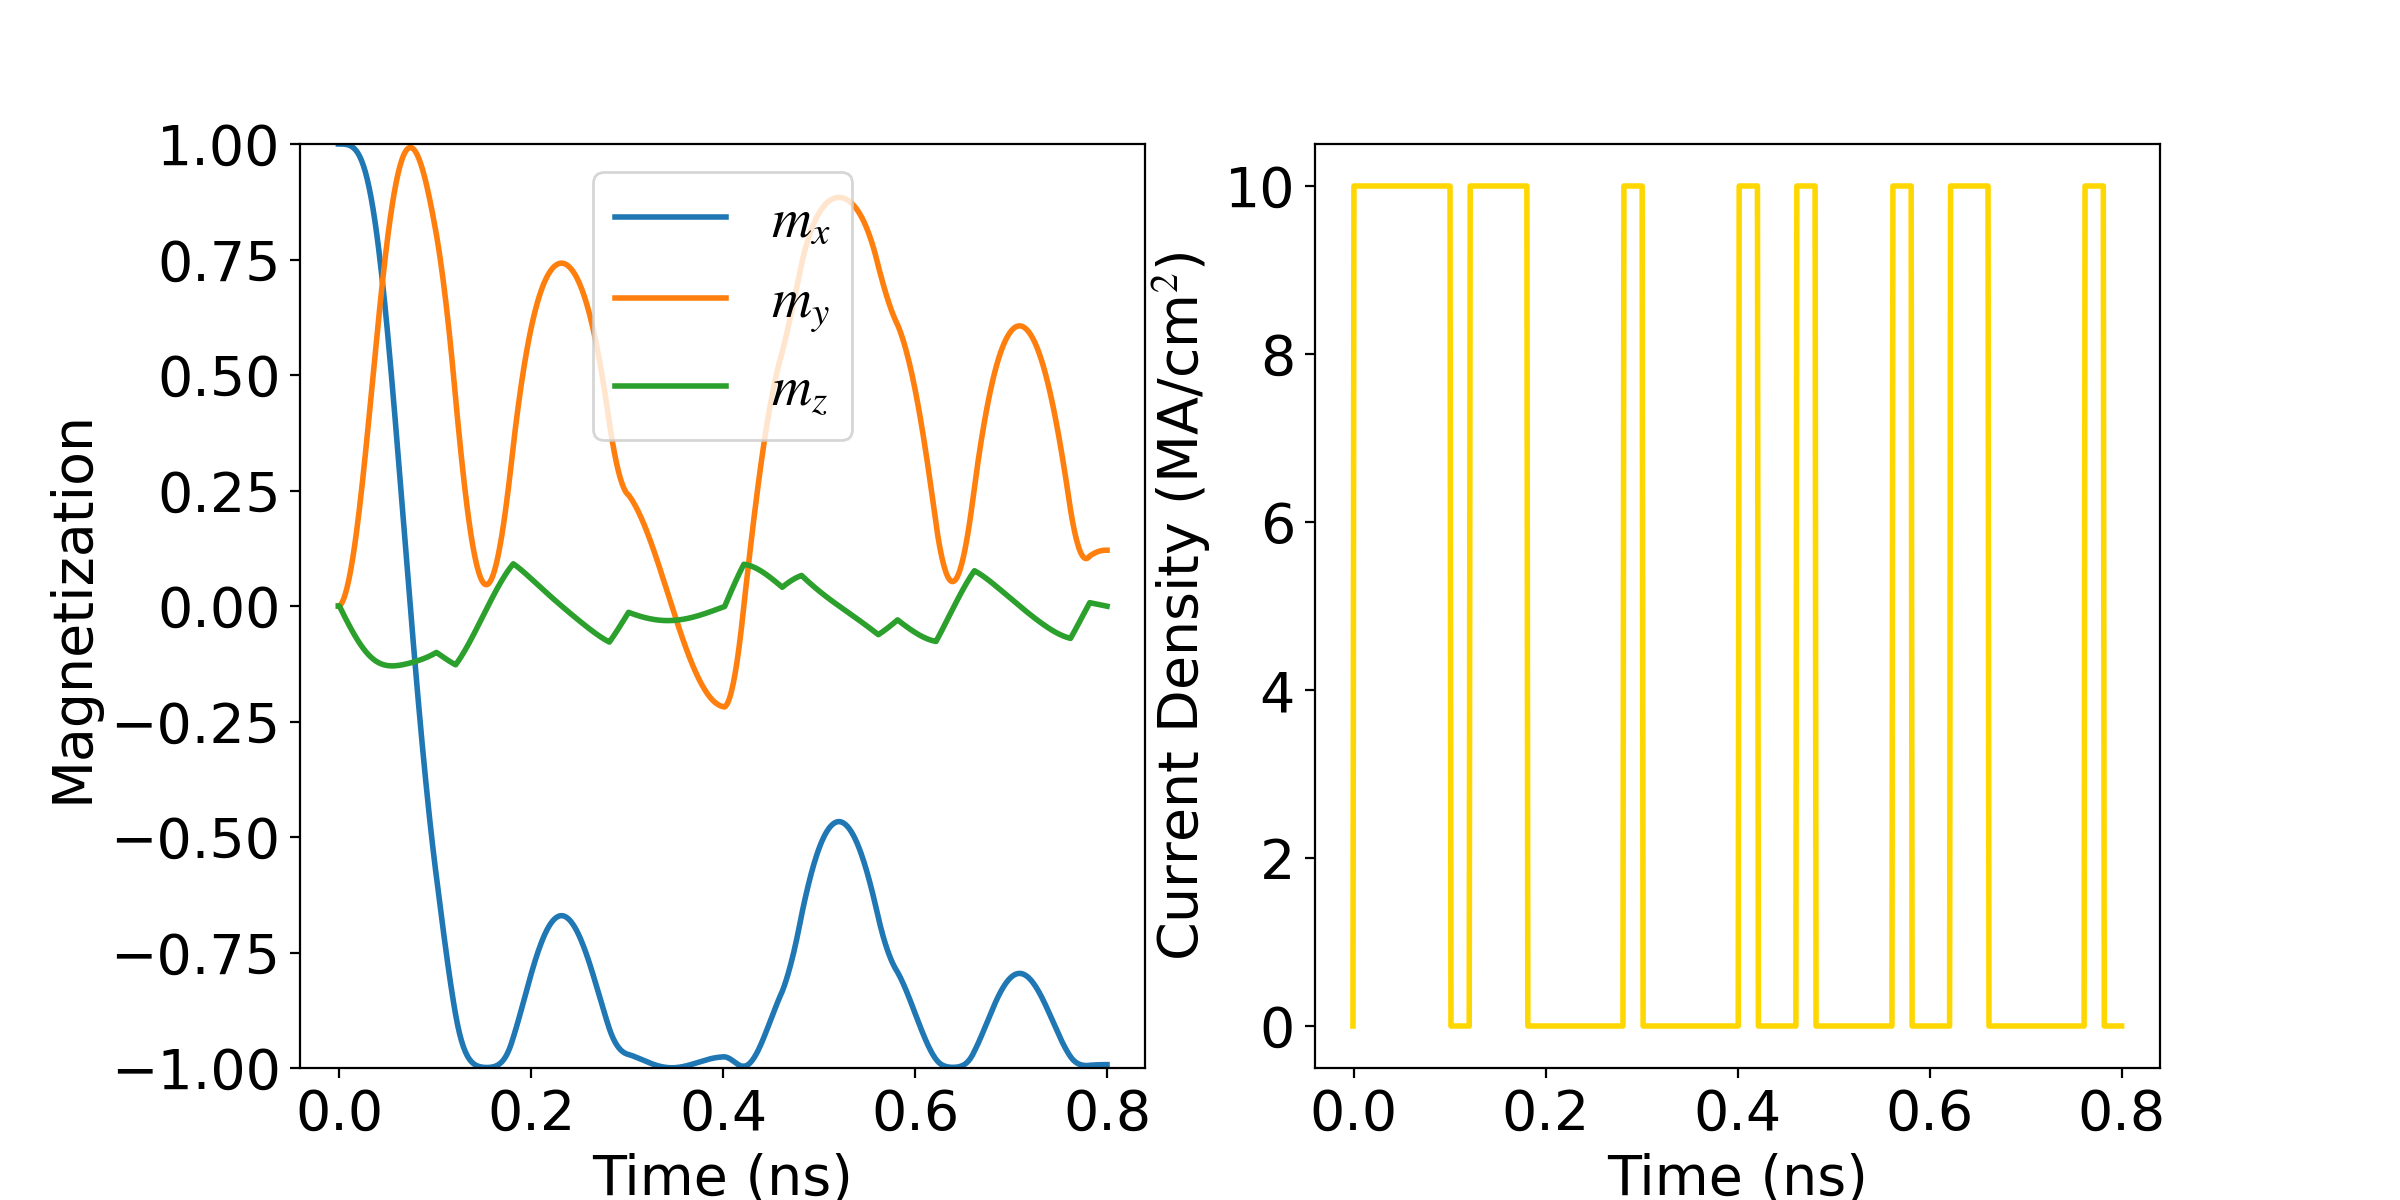 1.00
0.75
0.50
0.25
0.00
−0.25
−0.50
−0.75
−1.00
0.0 0.2 0.4 0.6 0.8
Time (ns)
Magnetization
m_x
m_y
m_z
10
8
6
4
2
0
0.0 0.2 0.4 0.6 0.8
Time (ns)
Current Density (MA/cm²)